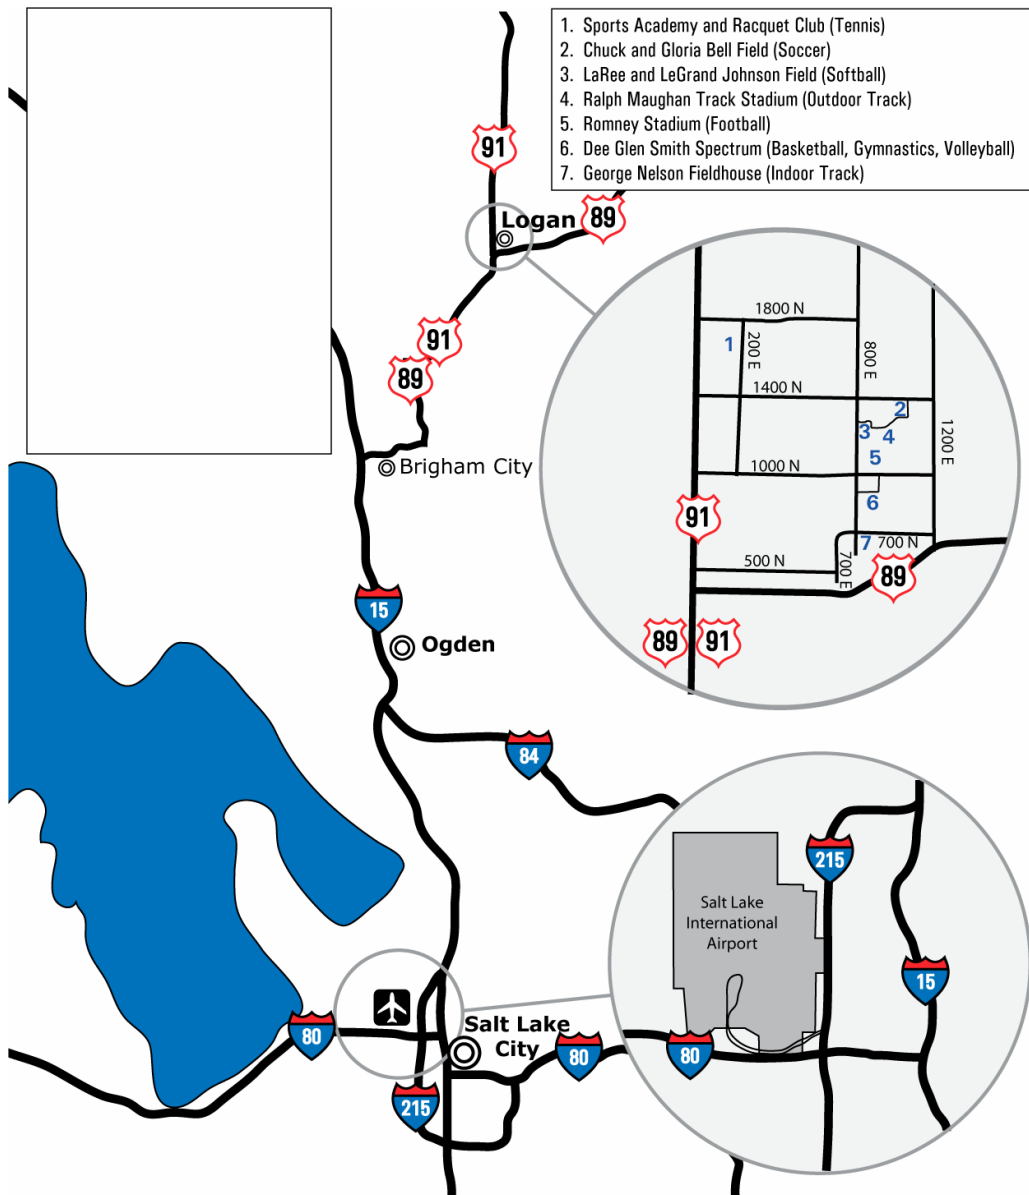 1. Sports Academy and Racquet Club (Tennis)
2. Chuck and Gloria Bell Field (Soccer)
3. LaRee and LeGrand Johnson Field (Softball)
4. Ralph Maughan Track Stadium (Outdoor Track)
5. Romney Stadium (Football)
6. Dee Glen Smith Spectrum (Basketball, Gymnastics, Volleyball)
7. George Nelson Fieldhouse (Indoor Track)
91
Logan
89
91
89
Brigham City
15
Ogden
84
1800 N
1
200 E
800 E
1400 N
2
3
4
1200 E
5
1000 N
6
91
7
700 N
500 N
700 E
89
89
91
215
Salt Lake
International
Airport
15
80
80
Salt Lake
City
80
215